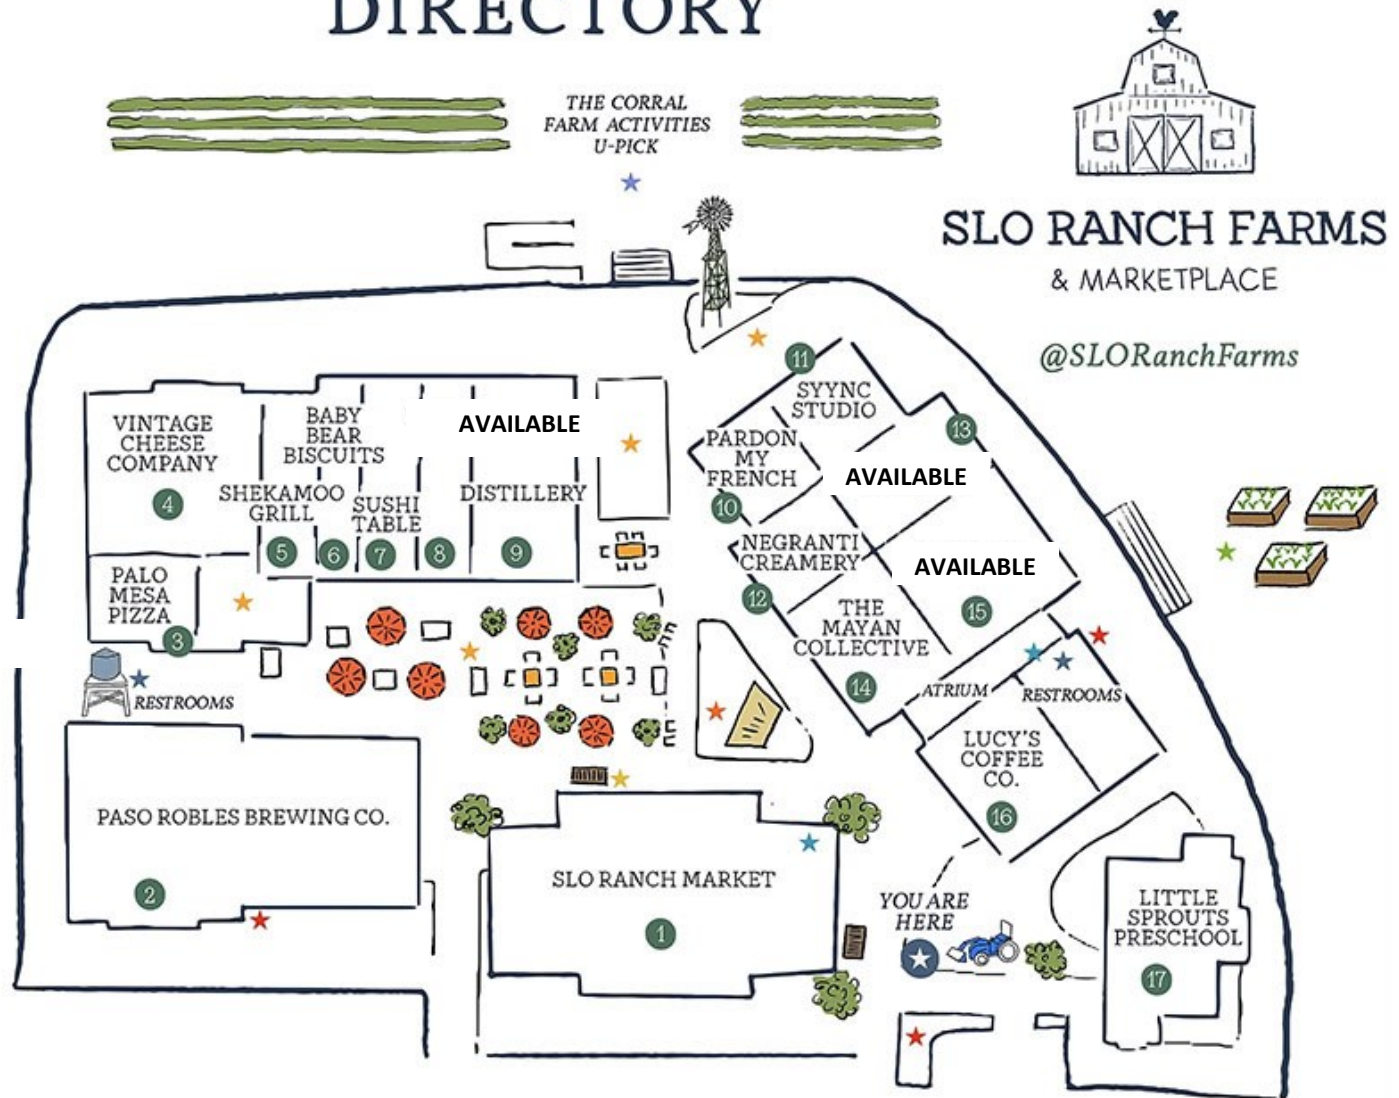 DIRECTORY
THE CORRAL
FARM ACTIVITIES
U-PICK
SLO RANCH FARMS
& MARKETPLACE
@SLORanchFarms
VINTAGE
CHEESE
COMPANY
4
BABY
BEAR
BISCUITS
AVAILABLE
SHEKAMOO
GRILL
SUSHI
TABLE
DISTILLERY
5
6
7
8
9
PALO
MESA
PIZZA
3
RESTROOMS
11
SYYNC
STUDIO
13
PARDON
MY
FRENCH
10
AVAILABLE
NEGRANTI
CREAMERY
12
AVAILABLE
15
THE
MAYAN
COLLECTIVE
14
ATRIUM
RESTROOMS
LUCY'S
COFFEE
CO.
16
PASO ROBLES BREWING CO.
2
SLO RANCH MARKET
1
YOU ARE
HERE
LITTLE
SPROUTS
PRESCHOOL
17